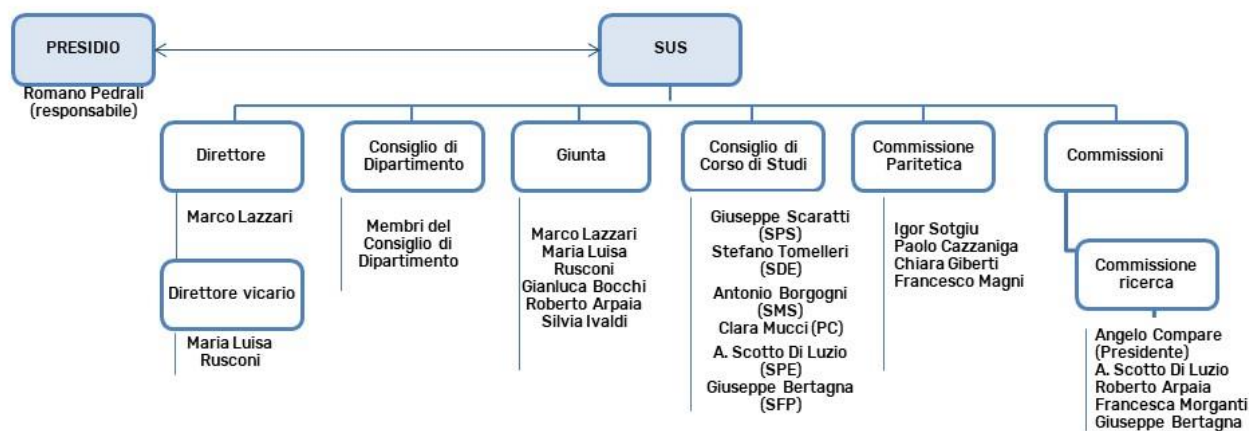 PRESIDIO
SUS
Romano Pedrali
(responsabile)
Direttore
Marco Lazzari
Direttore vicario
Maria Luisa
Rusconi
Consiglio di
Dipartimento
Membri del
Consiglio di
Dipartimento
Giunta
Marco Lazzari
Maria Luisa
Rusconi
Gianluca Bocchi
Roberto Arpaia
Silvia Ivaldi
Consiglio di
Corso di Studi
Giuseppe Scaratti
(SPS)
Stefano Tomelleri
(SDE)
Antonio Borgogni
(SMS)
Clara Mucci (PC)
A. Scotto Di Luzio
(SPE)
Giuseppe Bertagna
(SFP)
Commissione
Paritetica
Igor Sotgiu
Paolo Cazzaniga
Chiara Giberti
Francesco Magni
Commissioni
Commissione
ricerca
Angelo Compare
(Presidente)
A. Scotto Di Luzio
Roberto Arpaia
Francesca Morganti
Giuseppe Bertagna